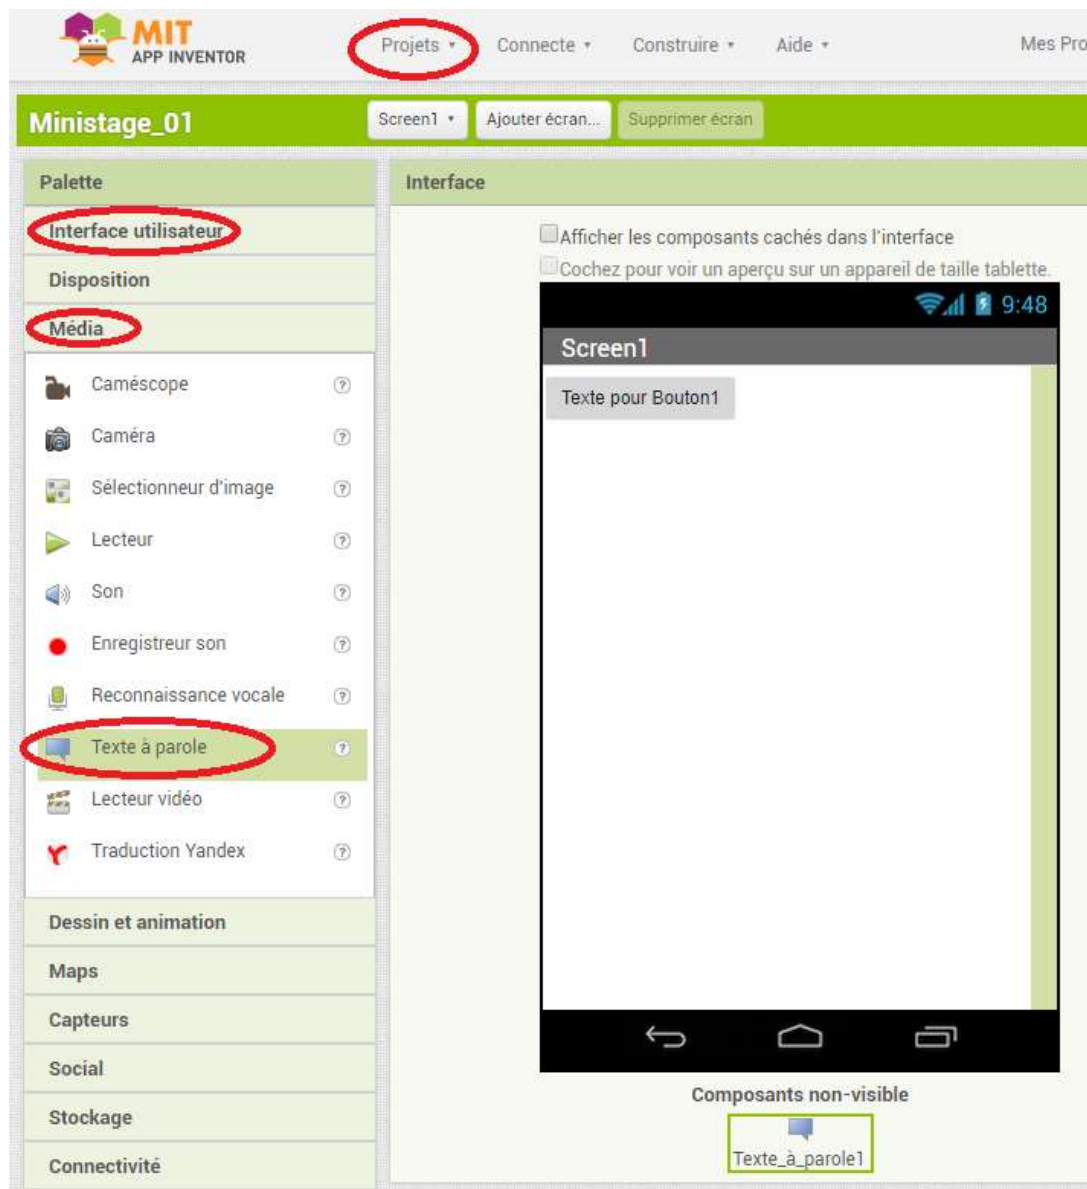 MIT
APP INVENTOR
Projets
Connecte
Construire
Aide
Mes Pro
Ministage_01
Screen1
Ajouter écran...
Supprimer écran
Palette
Interface utilisateur
Disposition
Média
Caméscope ?
Caméra ?
Sélectionneur d'image ?
Lecteur ?
Son ?
Enregistreur son ?
Reconnaissance vocale ?
Texte à parole ?
Lecteur vidéo ?
Traduction Yandex ?
Dessin et animation
Maps
Capteurs
Social
Stockage
Connectivité
Interface
Afficher les composants cachés dans l'interface
Cochez pour voir un aperçu sur un appareil de taille tablette.
9:48
Screen1
Texte pour Bouton1
Composants non-visible
Texte_à_parole1